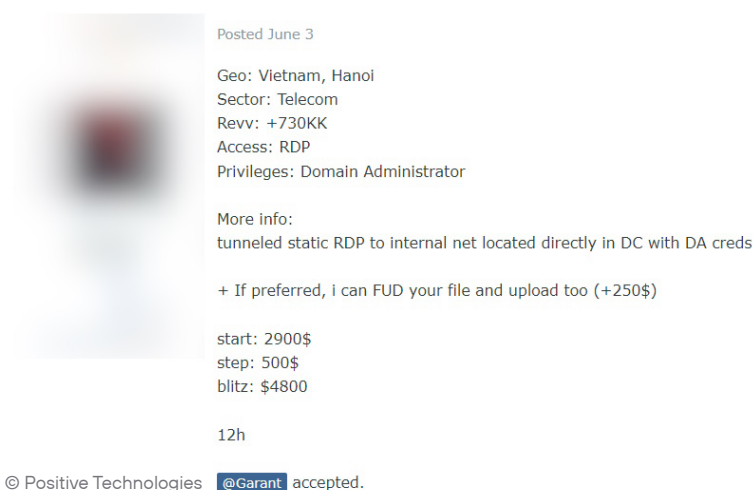 Posted June 3
Geo: Vietnam, Hanoi
Sector: Telecom
Revv: +730KK
Access: RDP
Privileges: Domain Administrator
More info:
tunneled static RDP to internal net located directly in DC with DA creds
+ If preferred, i can FUD your file and upload too (+250$)
start: 2900$
step: 500$
blitz: $4800
12h
@Garant accepted.
© Positive Technologies